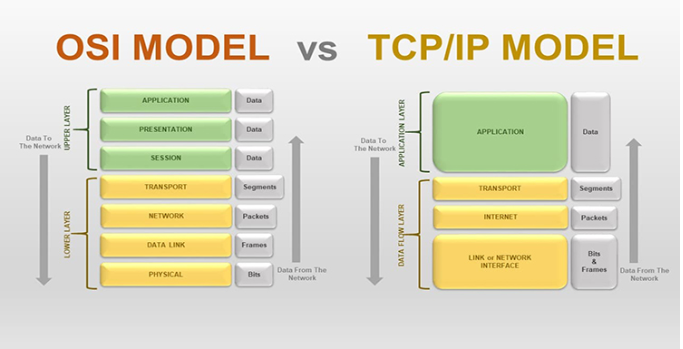 OSI MODEL vs TCP/IP MODEL
Data To
The Network
UPPER LAYER
APPLICATION Data
PRESENTATION Data
SESSION Data
LOWER LAYER
TRANSPORT Segments
NETWORK Packets
DATA LINK Frames
PHYSICAL Bits
Data From The
Network
Data To
The Network
APPLICATION LAYER
APPLICATION Data
DATA FLOW LAYER
TRANSPORT Segments
INTERNET Packets
LINK or NETWORK
INTERFACE
Bits
&
Frames
Data From The
Network